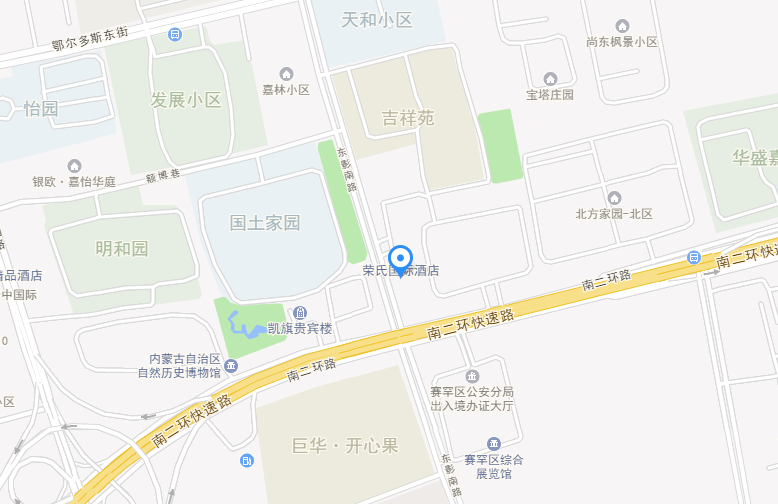 天和小区
鄂尔多斯东街
尚东枫景小区
嘉林小区
宝塔庄园
发展小区
怡园
吉祥苑
东影南路
华盛嘉
额博巷
银欧·嘉怡华庭
国土家园
北方家园-北区
明和园
精品酒店
中国际
荣氏国际酒店
南二环快速
南二环路
凯旗贵宾楼
南二环快速路
0
内蒙古自治区
自然历史博物馆
南二环路
赛罕区公安分局
出入境办证大厅
小区
南二环快速路
巨华·开心果
东影南路
赛罕区综合
展览馆